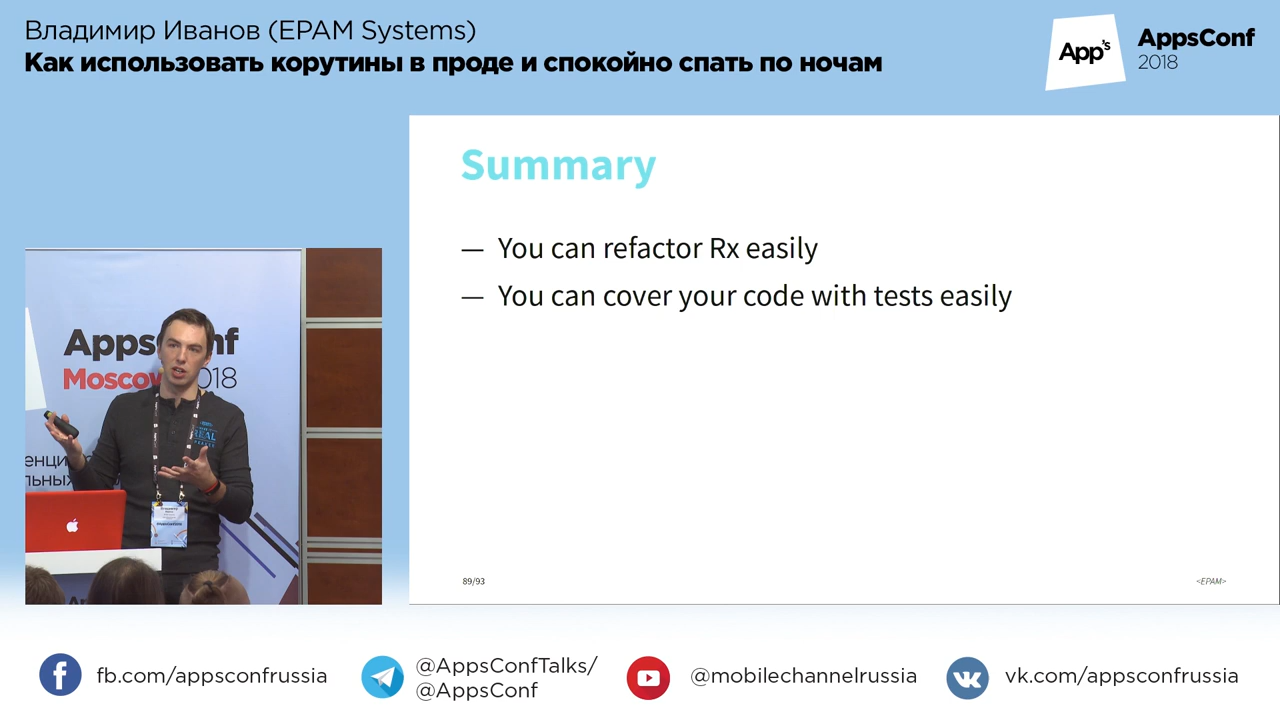 Владимир Иванов (EPAM Systems)
Как использовать корутины в проде и спокойно спать по ночам
App's
AppsConf
2018
Summary
— You can refactor Rx easily
— You can cover your code with tests easily
89/93
<EPAM>
Moscow 2018
REAL
fb.com/appsconfrussia
@AppsConfTalks/
@AppsConf
@mobilechannelrussia
vk.com/appsconfrussia